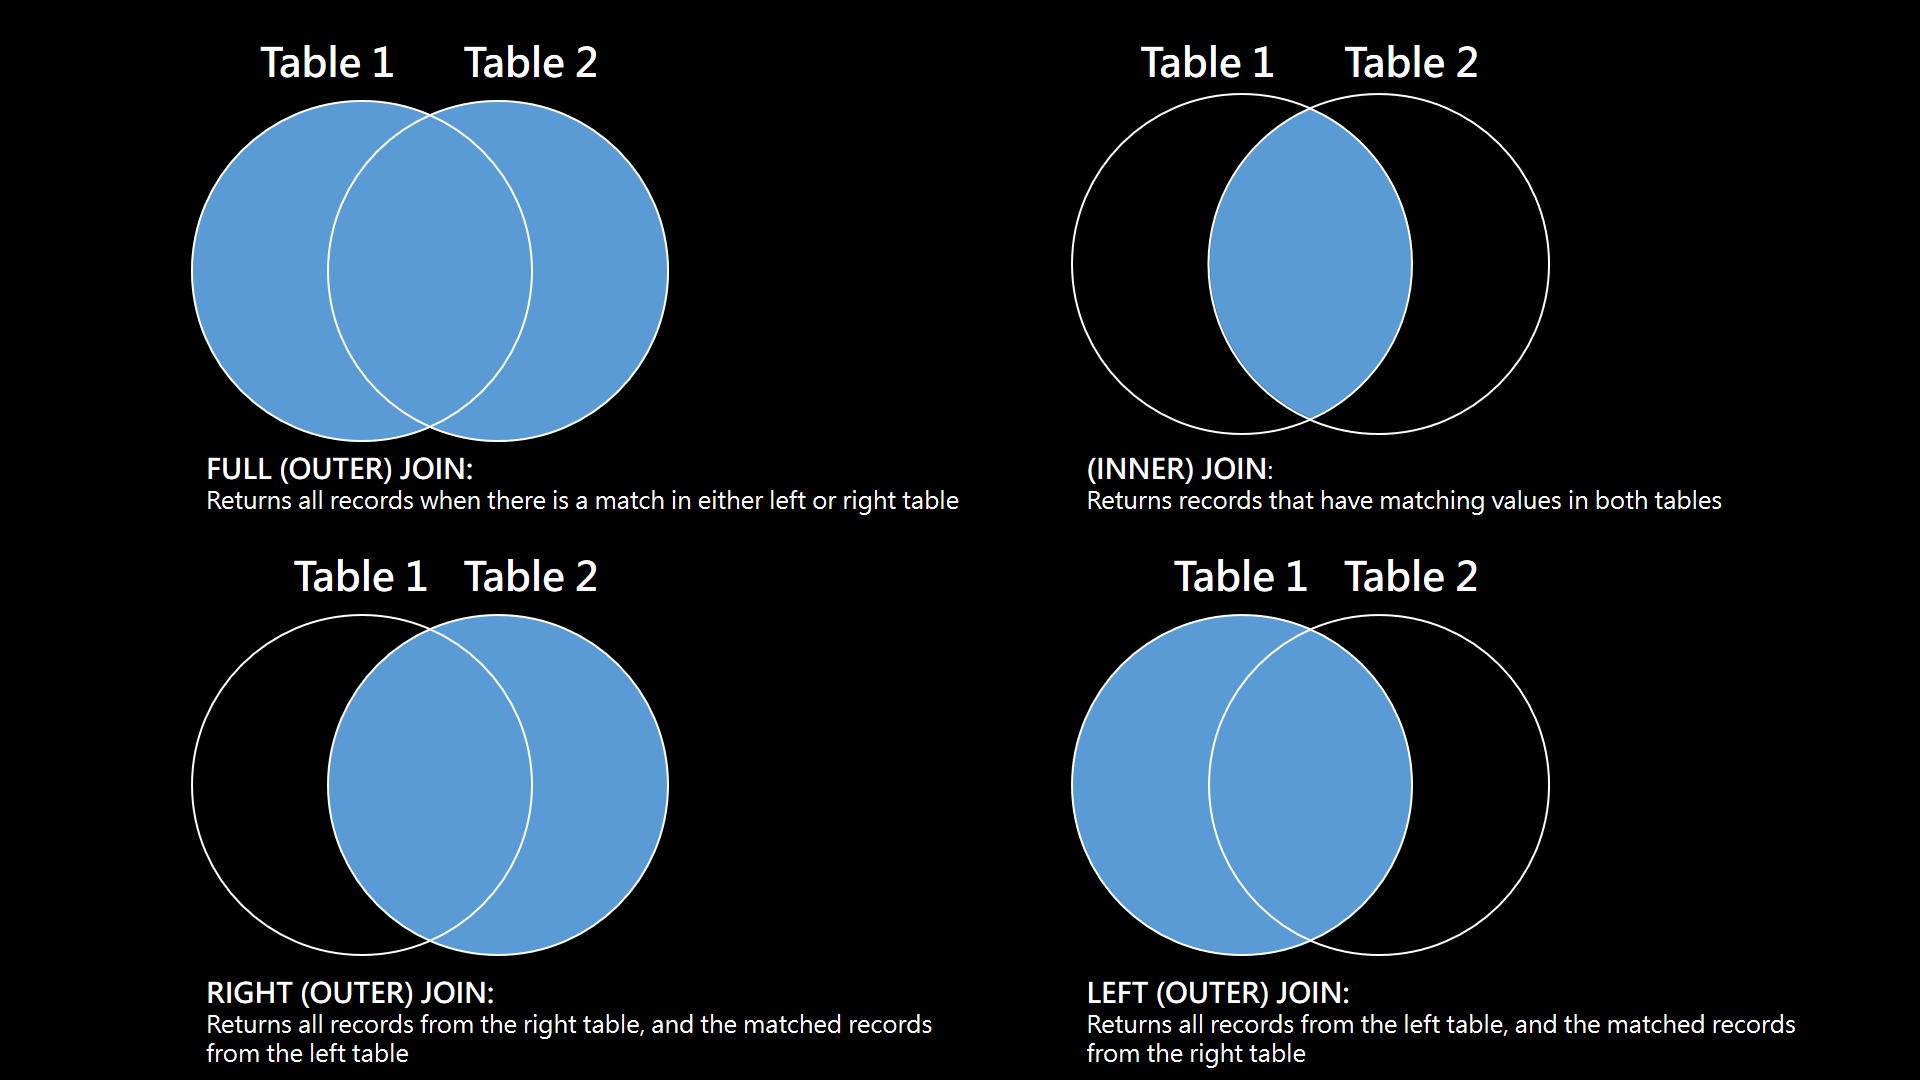 Table 1 Table 2
FULL (OUTER) JOIN:
Returns all records when there is a match in either left or right table
Table 1 Table 2
(INNER) JOIN:
Returns records that have matching values in both tables
Table 1 Table 2
RIGHT (OUTER) JOIN:
Returns all records from the right table, and the matched records
from the left table
Table 1 Table 2
LEFT (OUTER) JOIN:
Returns all records from the left table, and the matched records
from the right table